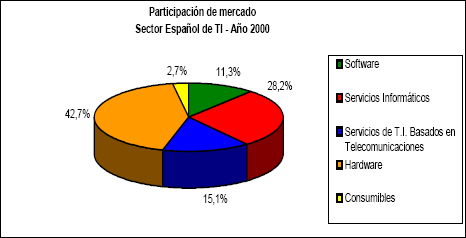 Participación de mercado
Sector Español de TI - Año 2000
2,7%
11,3%
28,2%
42,7%
15,1%
Software
Servicios Informáticos
Servicios de T.I. Basados en
Telecomunicaciones
Hardware
Consumibles